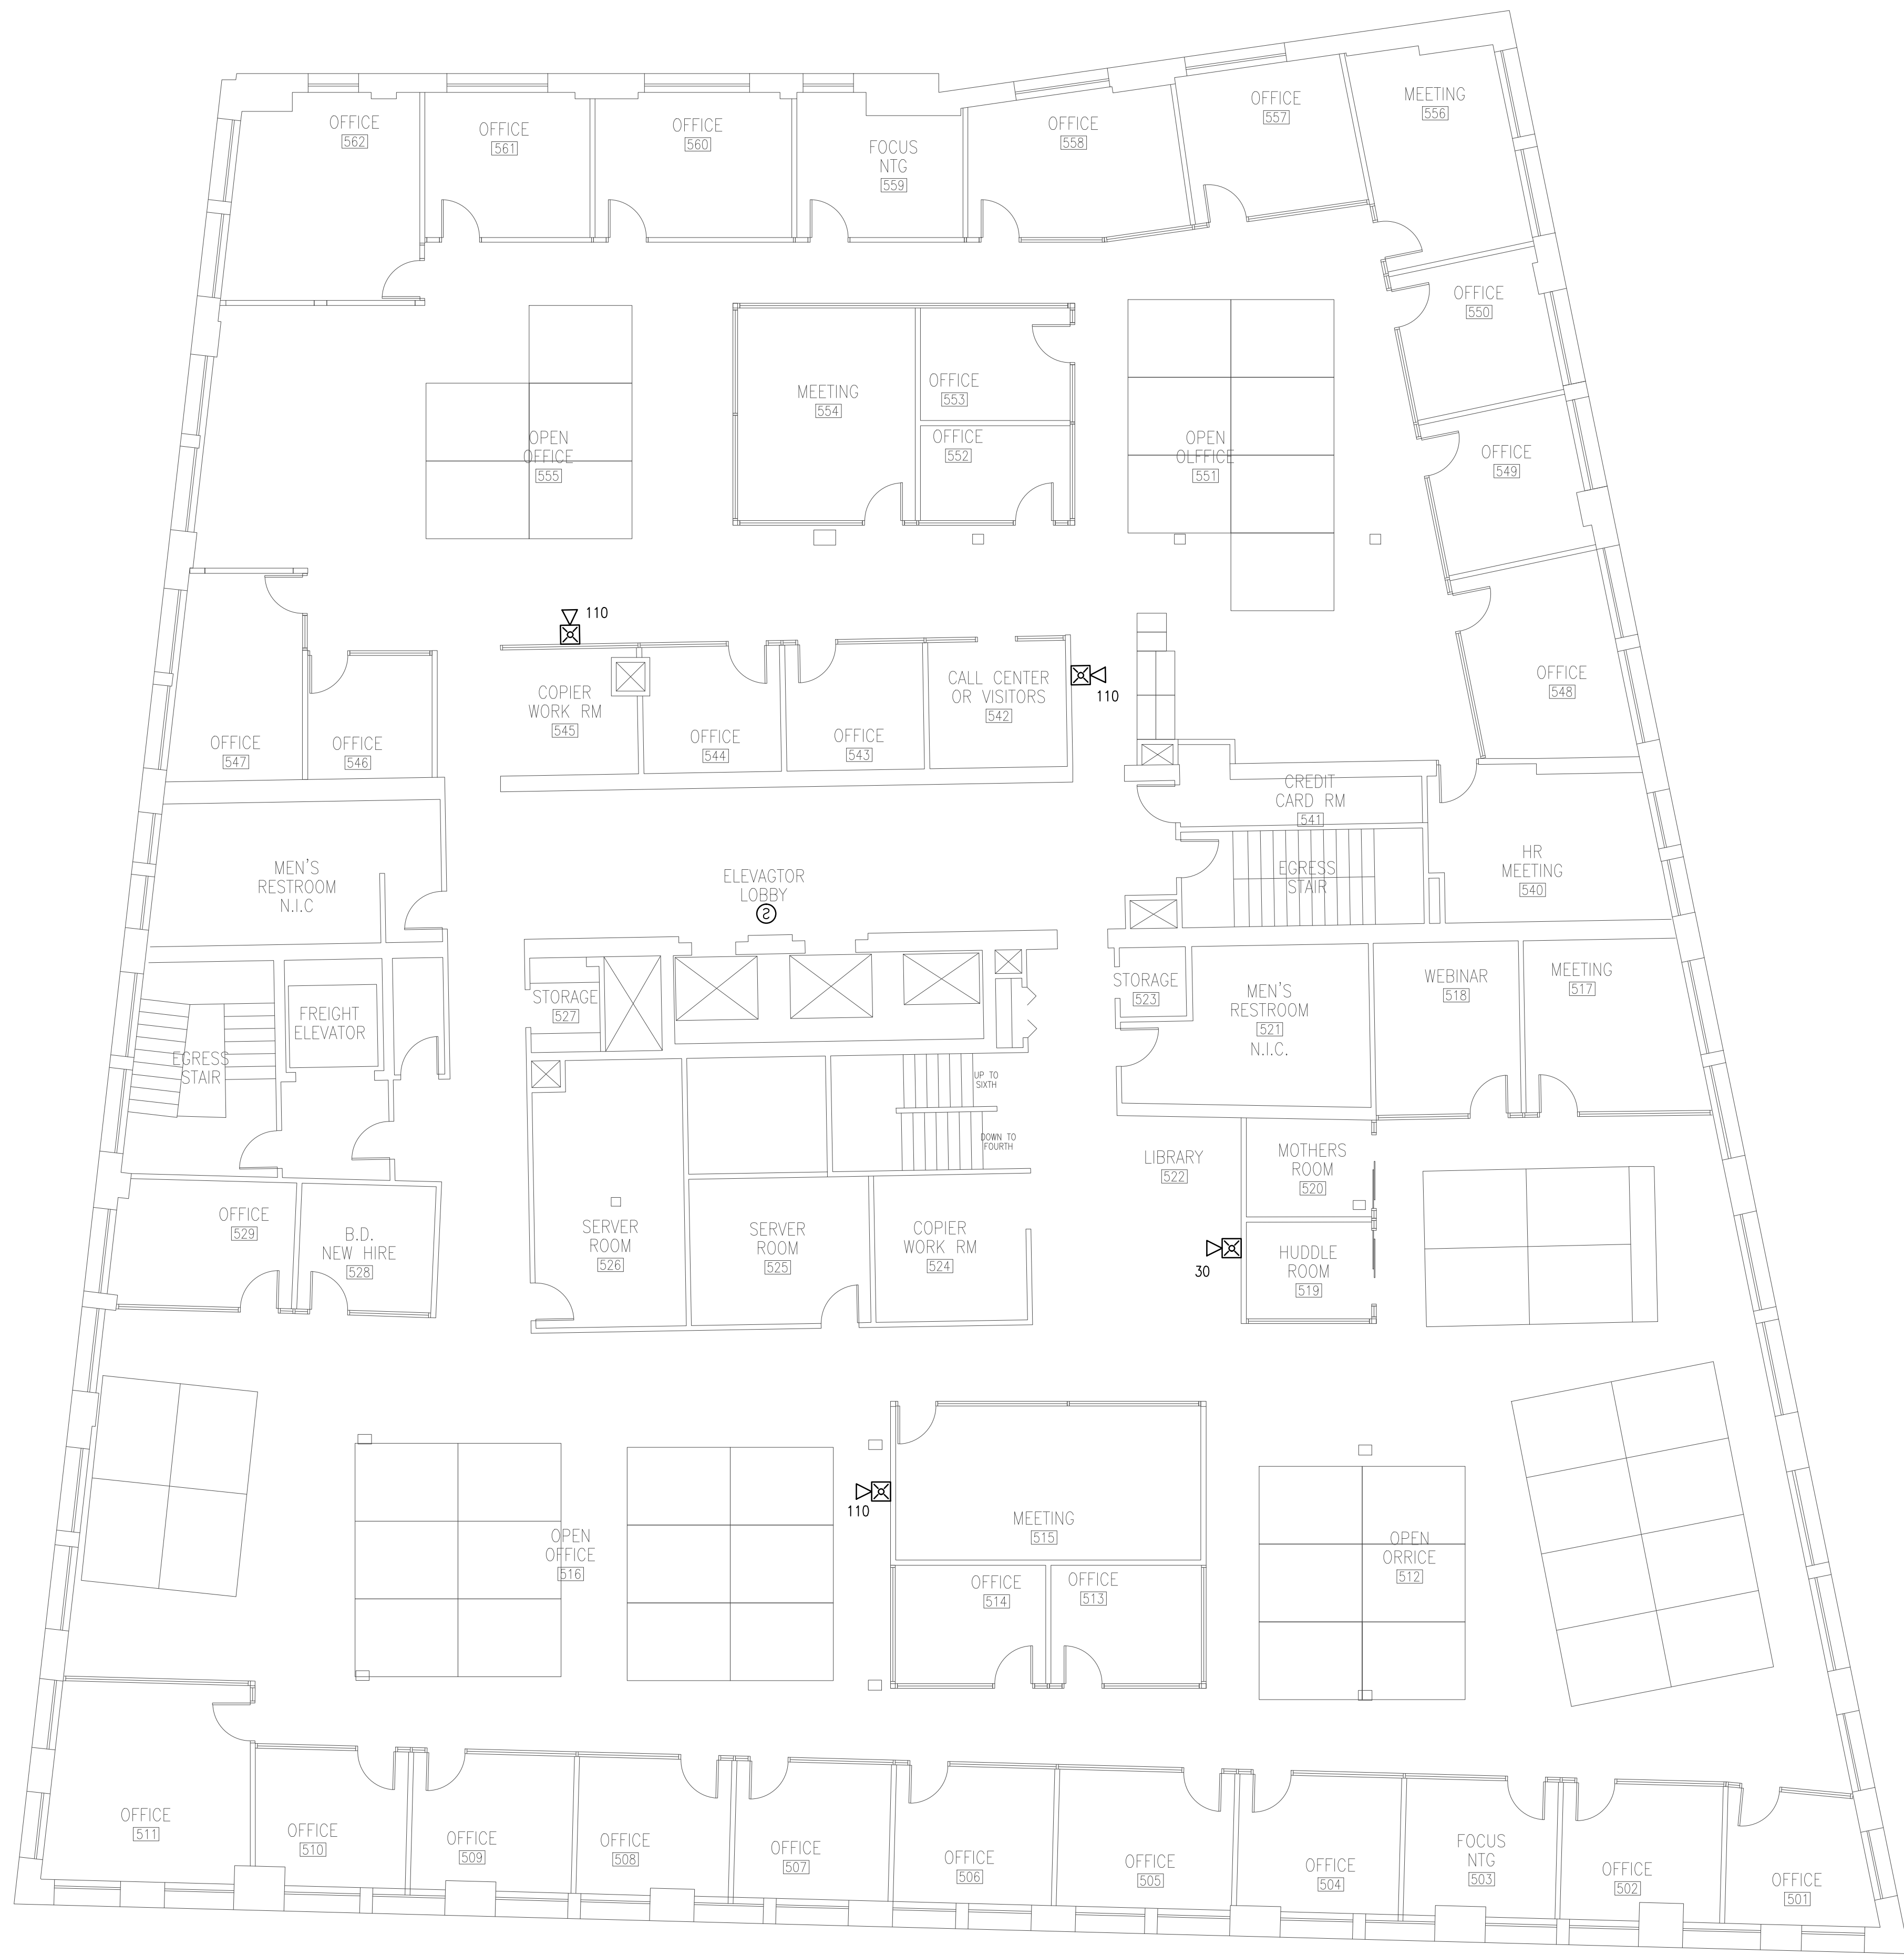 OFFICE
562
OFFICE
561
OFFICE
560
FOCUS
NTG
559
OFFICE
558
OFFICE
557
MEETING
556
OFFICE
550
MEETING
554
OFFICE
553
OFFICE
552
OPEN
OFFICE
555
OPEN
OLFFICE
551
OFFICE
549
110
COPIER
WORK RM
545
OFFICE
544
OFFICE
543
CALL CENTER
OR VISITORS
542
110
OFFICE
548
OFFICE
547
OFFICE
546
CREDIT
CARD RM
541
MEN'S
RESTROOM
N.I.C
ELEVAGTOR
LOBBY
S
EGRESS
STAIR
HR
MEETING
540
STORAGE
527
STORAGE
523
MEN'S
RESTROOM
521
N.I.C.
WEBINAR
518
MEETING
517
FREIGHT
ELEVATOR
EGRESS
STAIR
UP TO
SIXTH
DOWN TO
FOURTH
LIBRARY
522
MOTHERS
ROOM
520
OFFICE
529
B.D.
NEW HIRE
528
SERVER
ROOM
526
SERVER
ROOM
525
COPIER
WORK RM
524
30
HUDDLE
ROOM
519
110
OPEN
OFFICE
516
MEETING
515
OPEN
ORRICE
512
OFFICE
514
OFFICE
513
OFFICE
511
OFFICE
510
OFFICE
509
OFFICE
508
OFFICE
507
OFFICE
506
OFFICE
505
OFFICE
504
FOCUS
NTG
503
OFFICE
502
OFFICE
501